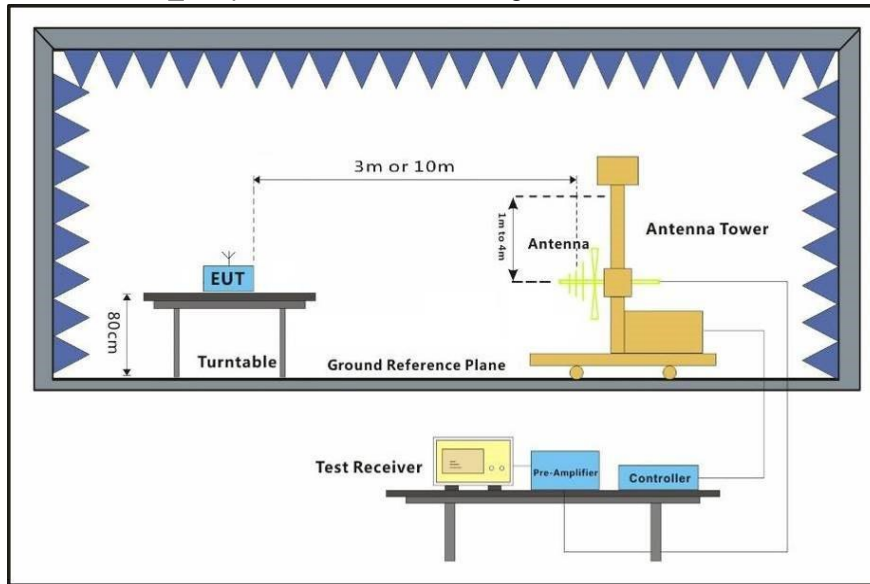 3m or 10m
1m to 4m
Antenna
Antenna Tower
EUT
80cm
Turntable
Ground Reference Plane
Test Receiver
Pre-Amplifier
Controller